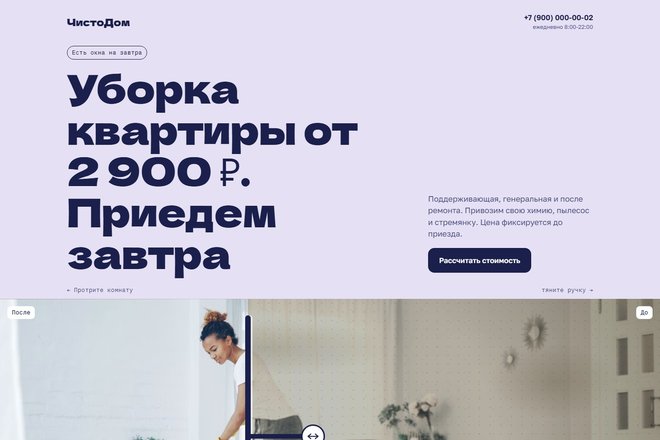 ЧистоДом
+7 (900) 000-00-02
ежедневно 8:00-22:00
Есть окна на завтра
Уборка
квартиры от
2 900 ₽.
Приедем
завтра
Поддерживающая, генеральная и после
ремонта. Привозим свою химию, пылесос
и стремянку. Цена фиксируется до
приезда.
Рассчитать стоимость
← Протрите комнату
тяните ручку →
После
До